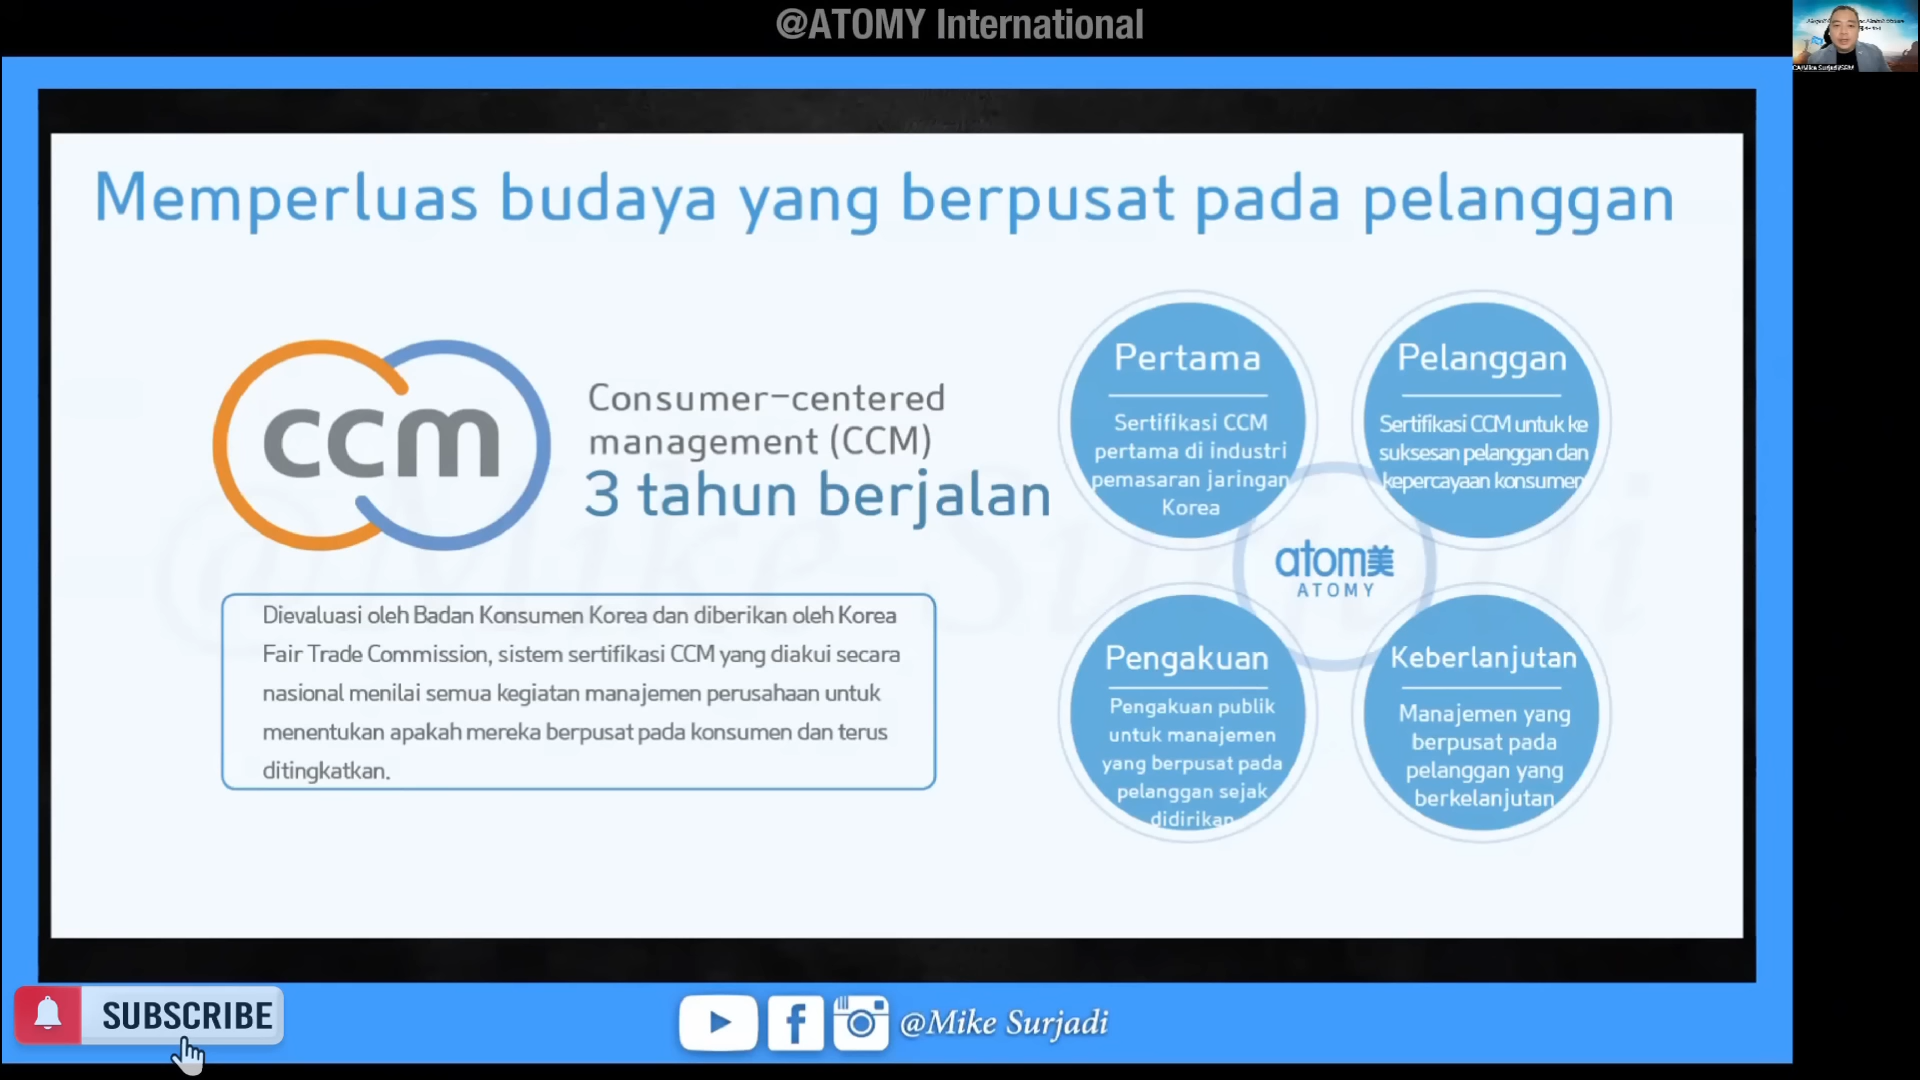 @ATOMY International
Memperluas budaya yang berpusat pada pelanggan
ccm
Consumer-centered
management (CCM)
3 tahun berjalan
Dievaluasi oleh Badan Konsumen Korea dan diberikan oleh Korea
Fair Trade Commission, sistem sertifikasi CCM yang diakui secara
nasional menilai semua kegiatan manajemen perusahaan untuk
menentukan apakah mereka berpusat pada konsumen dan terus
ditingkatkan.
Pertama
Sertifikasi CCM
pertama di industri
pemasaran jaringan
Korea
Pelanggan
Sertifikasi CCM untuk ke
suksesan pelanggan dan
kepercayaan konsumen
atom美
ATOMY
Pengakuan
Pengakuan publik
untuk manajemen
yang berpusat pada
pelanggan sejak
didirikan
Keberlanjutan
Manajemen yang
berpusat pada
pelanggan yang
berkelanjutan
@Mike Surjadi
SUBSCRIBE
@Mike Surjadi